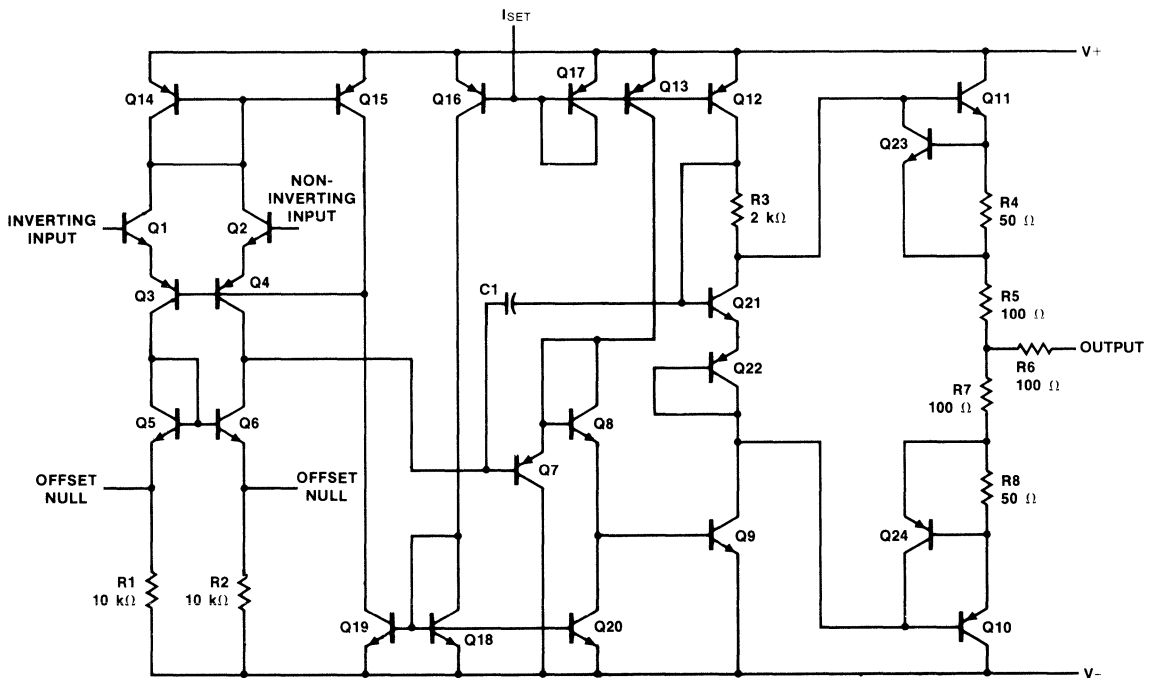 ISET
V+
Q14
Q15
Q16
Q17
Q13
Q12
Q11
Q23
NON-
INVERTING
INPUT
INVERTING
INPUT
Q1
Q2
R3
2 kΩ
R4
50 Ω
Q3
Q4
C1
Q21
R5
100 Ω
OUTPUT
R6
100 Ω
Q22
R7
100 Ω
Q5
Q6
Q8
Q7
OFFSET
NULL
OFFSET
NULL
R8
50 Ω
Q9
Q24
R1
10 kΩ
R2
10 kΩ
Q19
Q18
Q20
Q10
V–